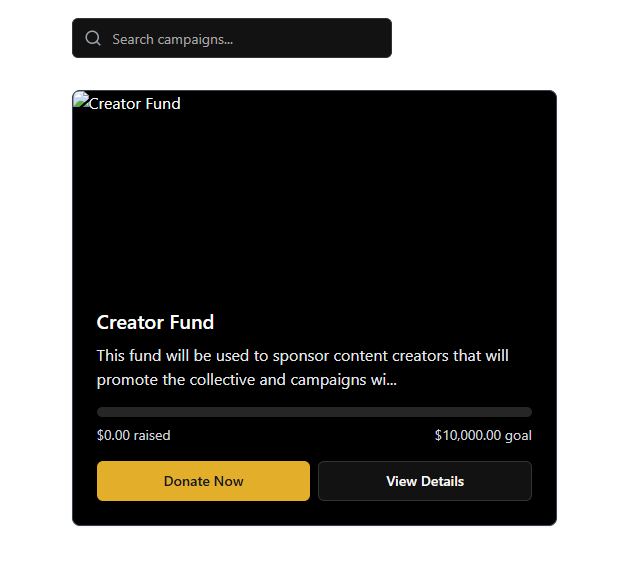 Search campaigns...
Creator Fund
Creator Fund
This fund will be used to sponsor content creators that will
promote the collective and campaigns wi...
$0.00 raised
$10,000.00 goal
Donate Now
View Details